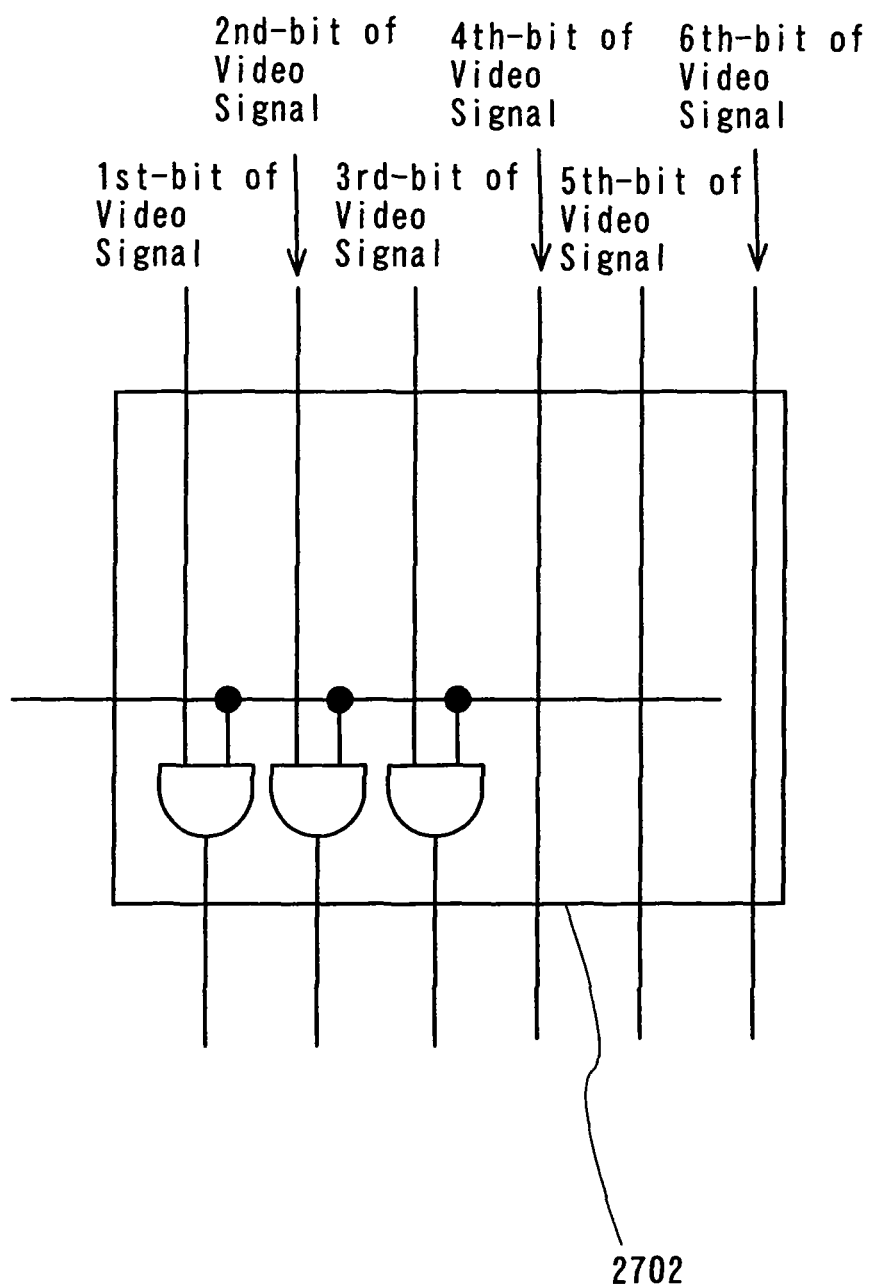 2nd-bit of
Video
Signal
4th-bit of
Video
Signal
6th-bit of
Video
Signal
1st-bit of
Video
Signal
3rd-bit of
Video
Signal
5th-bit of
Video
Signal
2702